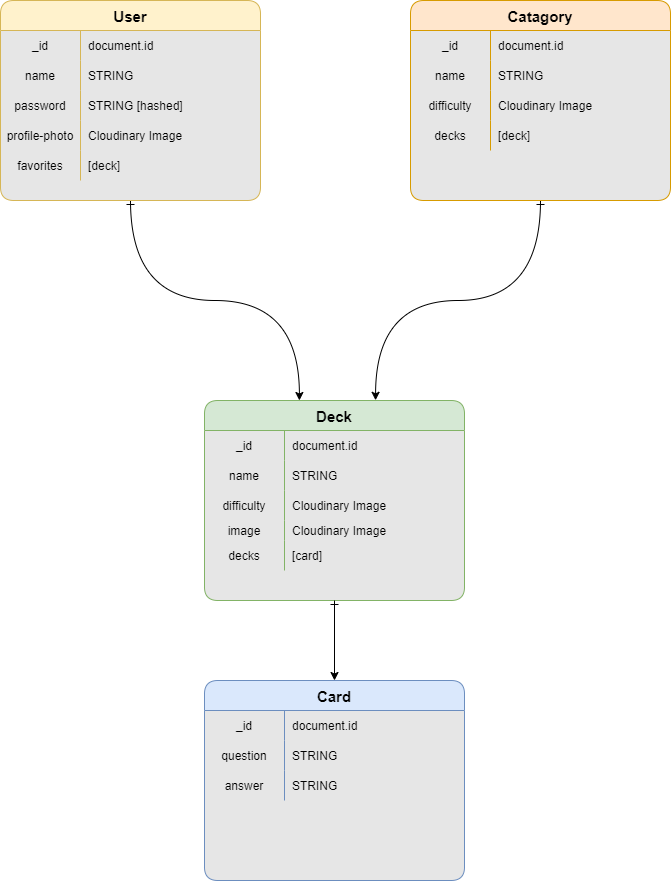 User
_id document.id
name STRING
password STRING [hashed]
profile-photo Cloudinary Image
favorites [deck]
Catagory
_id document.id
name STRING
difficulty Cloudinary Image
decks [deck]
Deck
_id document.id
name STRING
difficulty Cloudinary Image
image Cloudinary Image
decks [card]
Card
_id document.id
question STRING
answer STRING